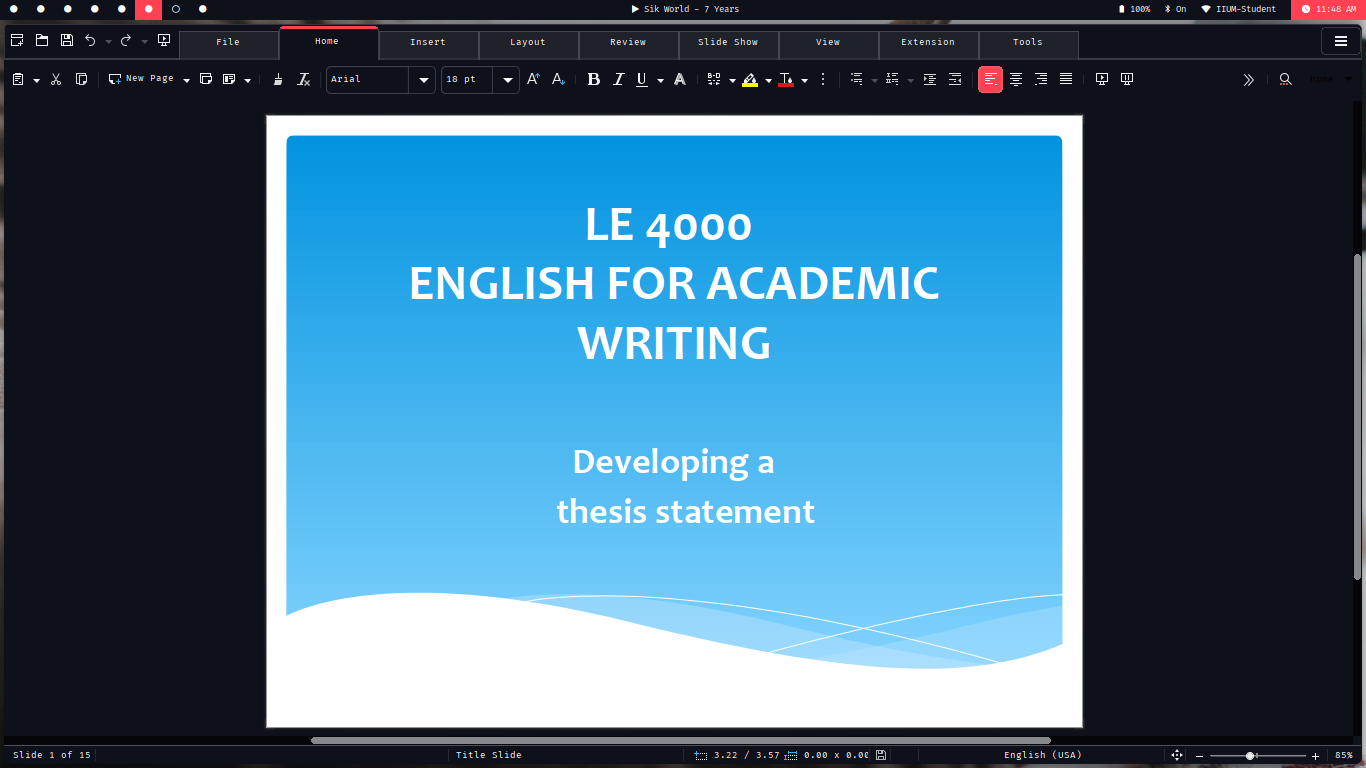 Sik World – 7 Years
100%
On
IIUM-Student
11:48 AM
File
Home
Insert
Layout
Review
Slide Show
View
Extension
Tools
New Page
Arial
18 pt
Home
LE 4000
ENGLISH FOR ACADEMIC
WRITING
Developing a
thesis statement
Slide 1 of 15
Title Slide
3.22 / 3.57
0.00 x 0.00
English (USA)
85%